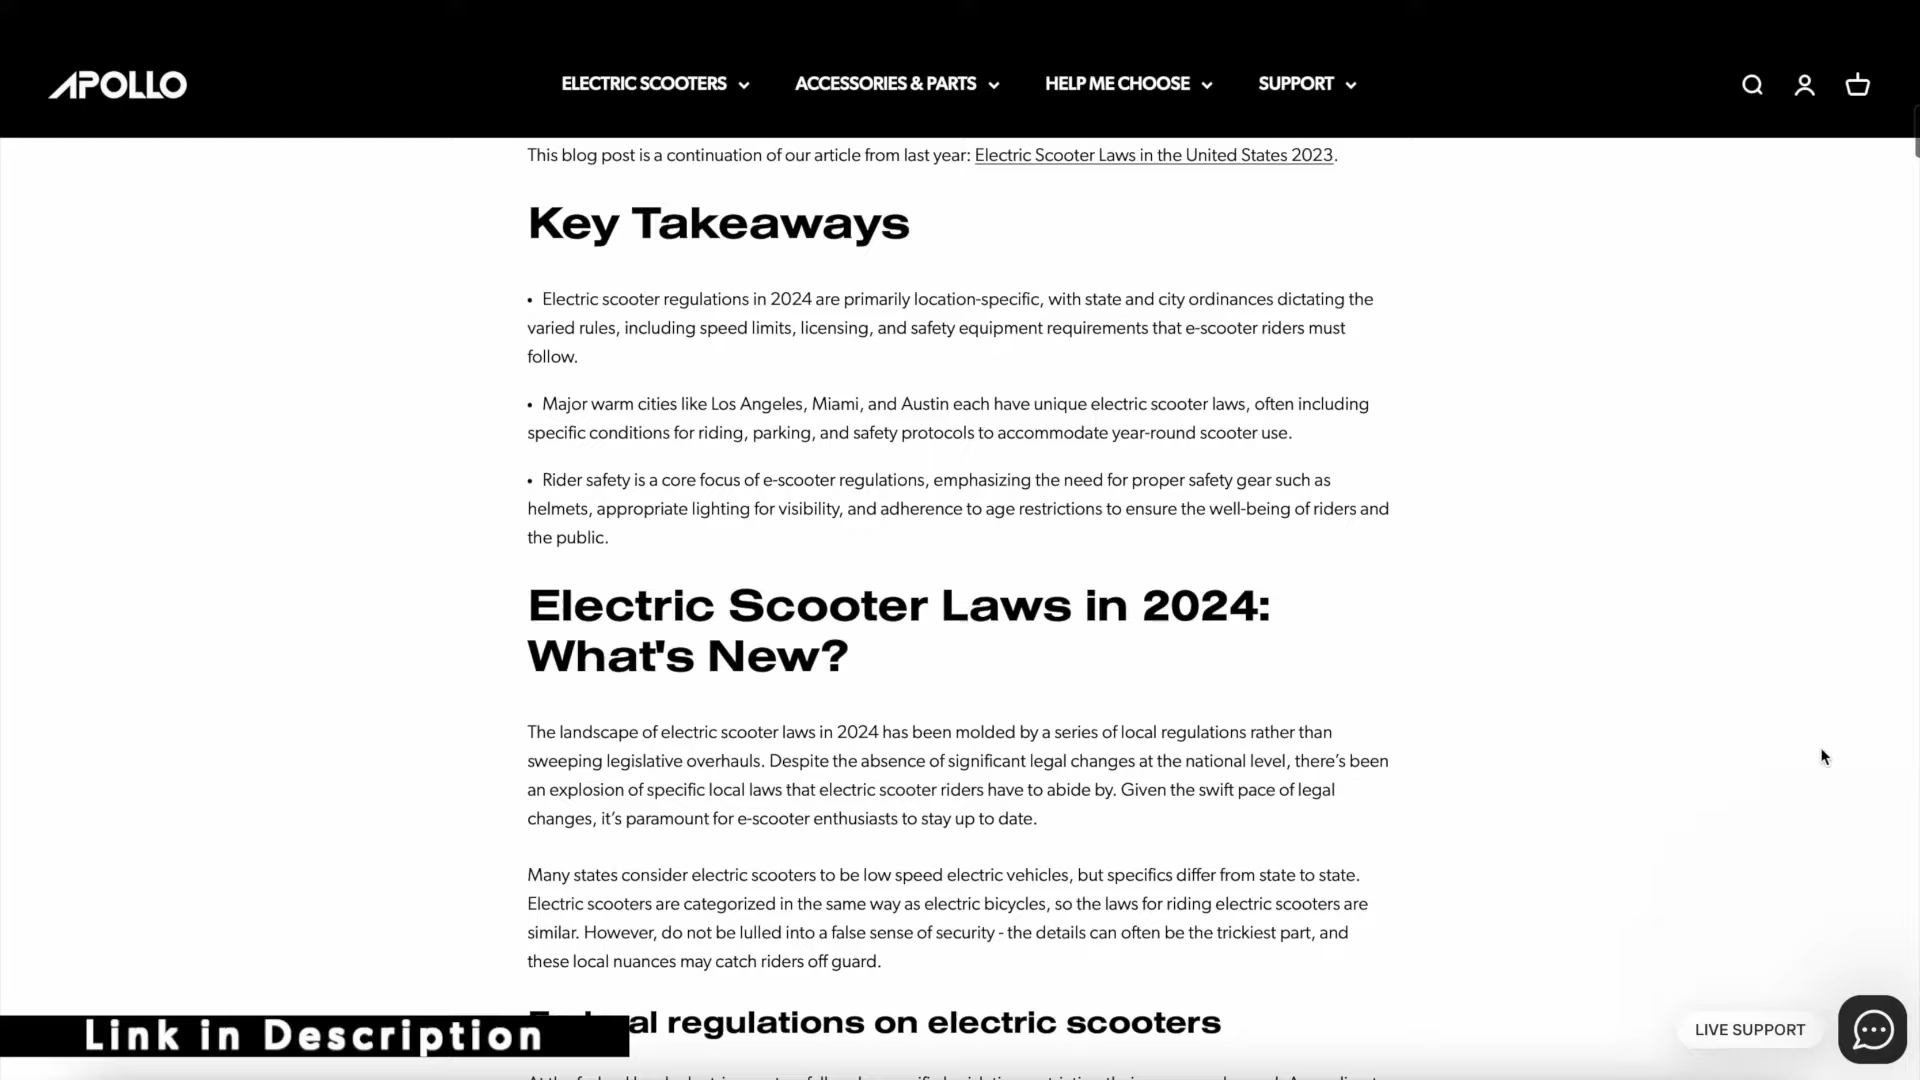 APOLLO
ELECTRIC SCOOTERS
ACCESSORIES & PARTS
HELP ME CHOOSE
SUPPORT
This blog post is a continuation of our article from last year: Electric Scooter Laws in the United States 2023.
Key Takeaways
• Electric scooter regulations in 2024 are primarily location-specific, with state and city ordinances dictating the
varied rules, including speed limits, licensing, and safety equipment requirements that e-scooter riders must
follow.
• Major warm cities like Los Angeles, Miami, and Austin each have unique electric scooter laws, often including
specific conditions for riding, parking, and safety protocols to accommodate year-round scooter use.
• Rider safety is a core focus of e-scooter regulations, emphasizing the need for proper safety gear such as
helmets, appropriate lighting for visibility, and adherence to age restrictions to ensure the well-being of riders and
the public.
Electric Scooter Laws in 2024:
What's New?
The landscape of electric scooter laws in 2024 has been molded by a series of local regulations rather than
sweeping legislative overhauls. Despite the absence of significant legal changes at the national level, there’s been
an explosion of specific local laws that electric scooter riders have to abide by. Given the swift pace of legal
changes, it’s paramount for e-scooter enthusiasts to stay up to date.
Many states consider electric scooters to be low speed electric vehicles, but specifics differ from state to state.
Electric scooters are categorized in the same way as electric bicycles, so the laws for riding electric scooters are
similar. However, do not be lulled into a false sense of security - the details can often be the trickiest part, and
these local nuances may catch riders off guard.
regulations on electric scooters
Link in Description
LIVE SUPPORT